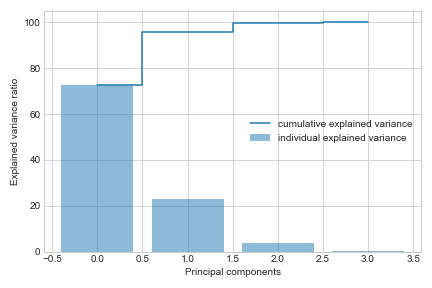 100
80
60
40
20
0
Explained variance ratio
cumulative explained variance
individual explained variance
−0.5 0.0 0.5 1.0 1.5 2.0 2.5 3.0 3.5
Principal components